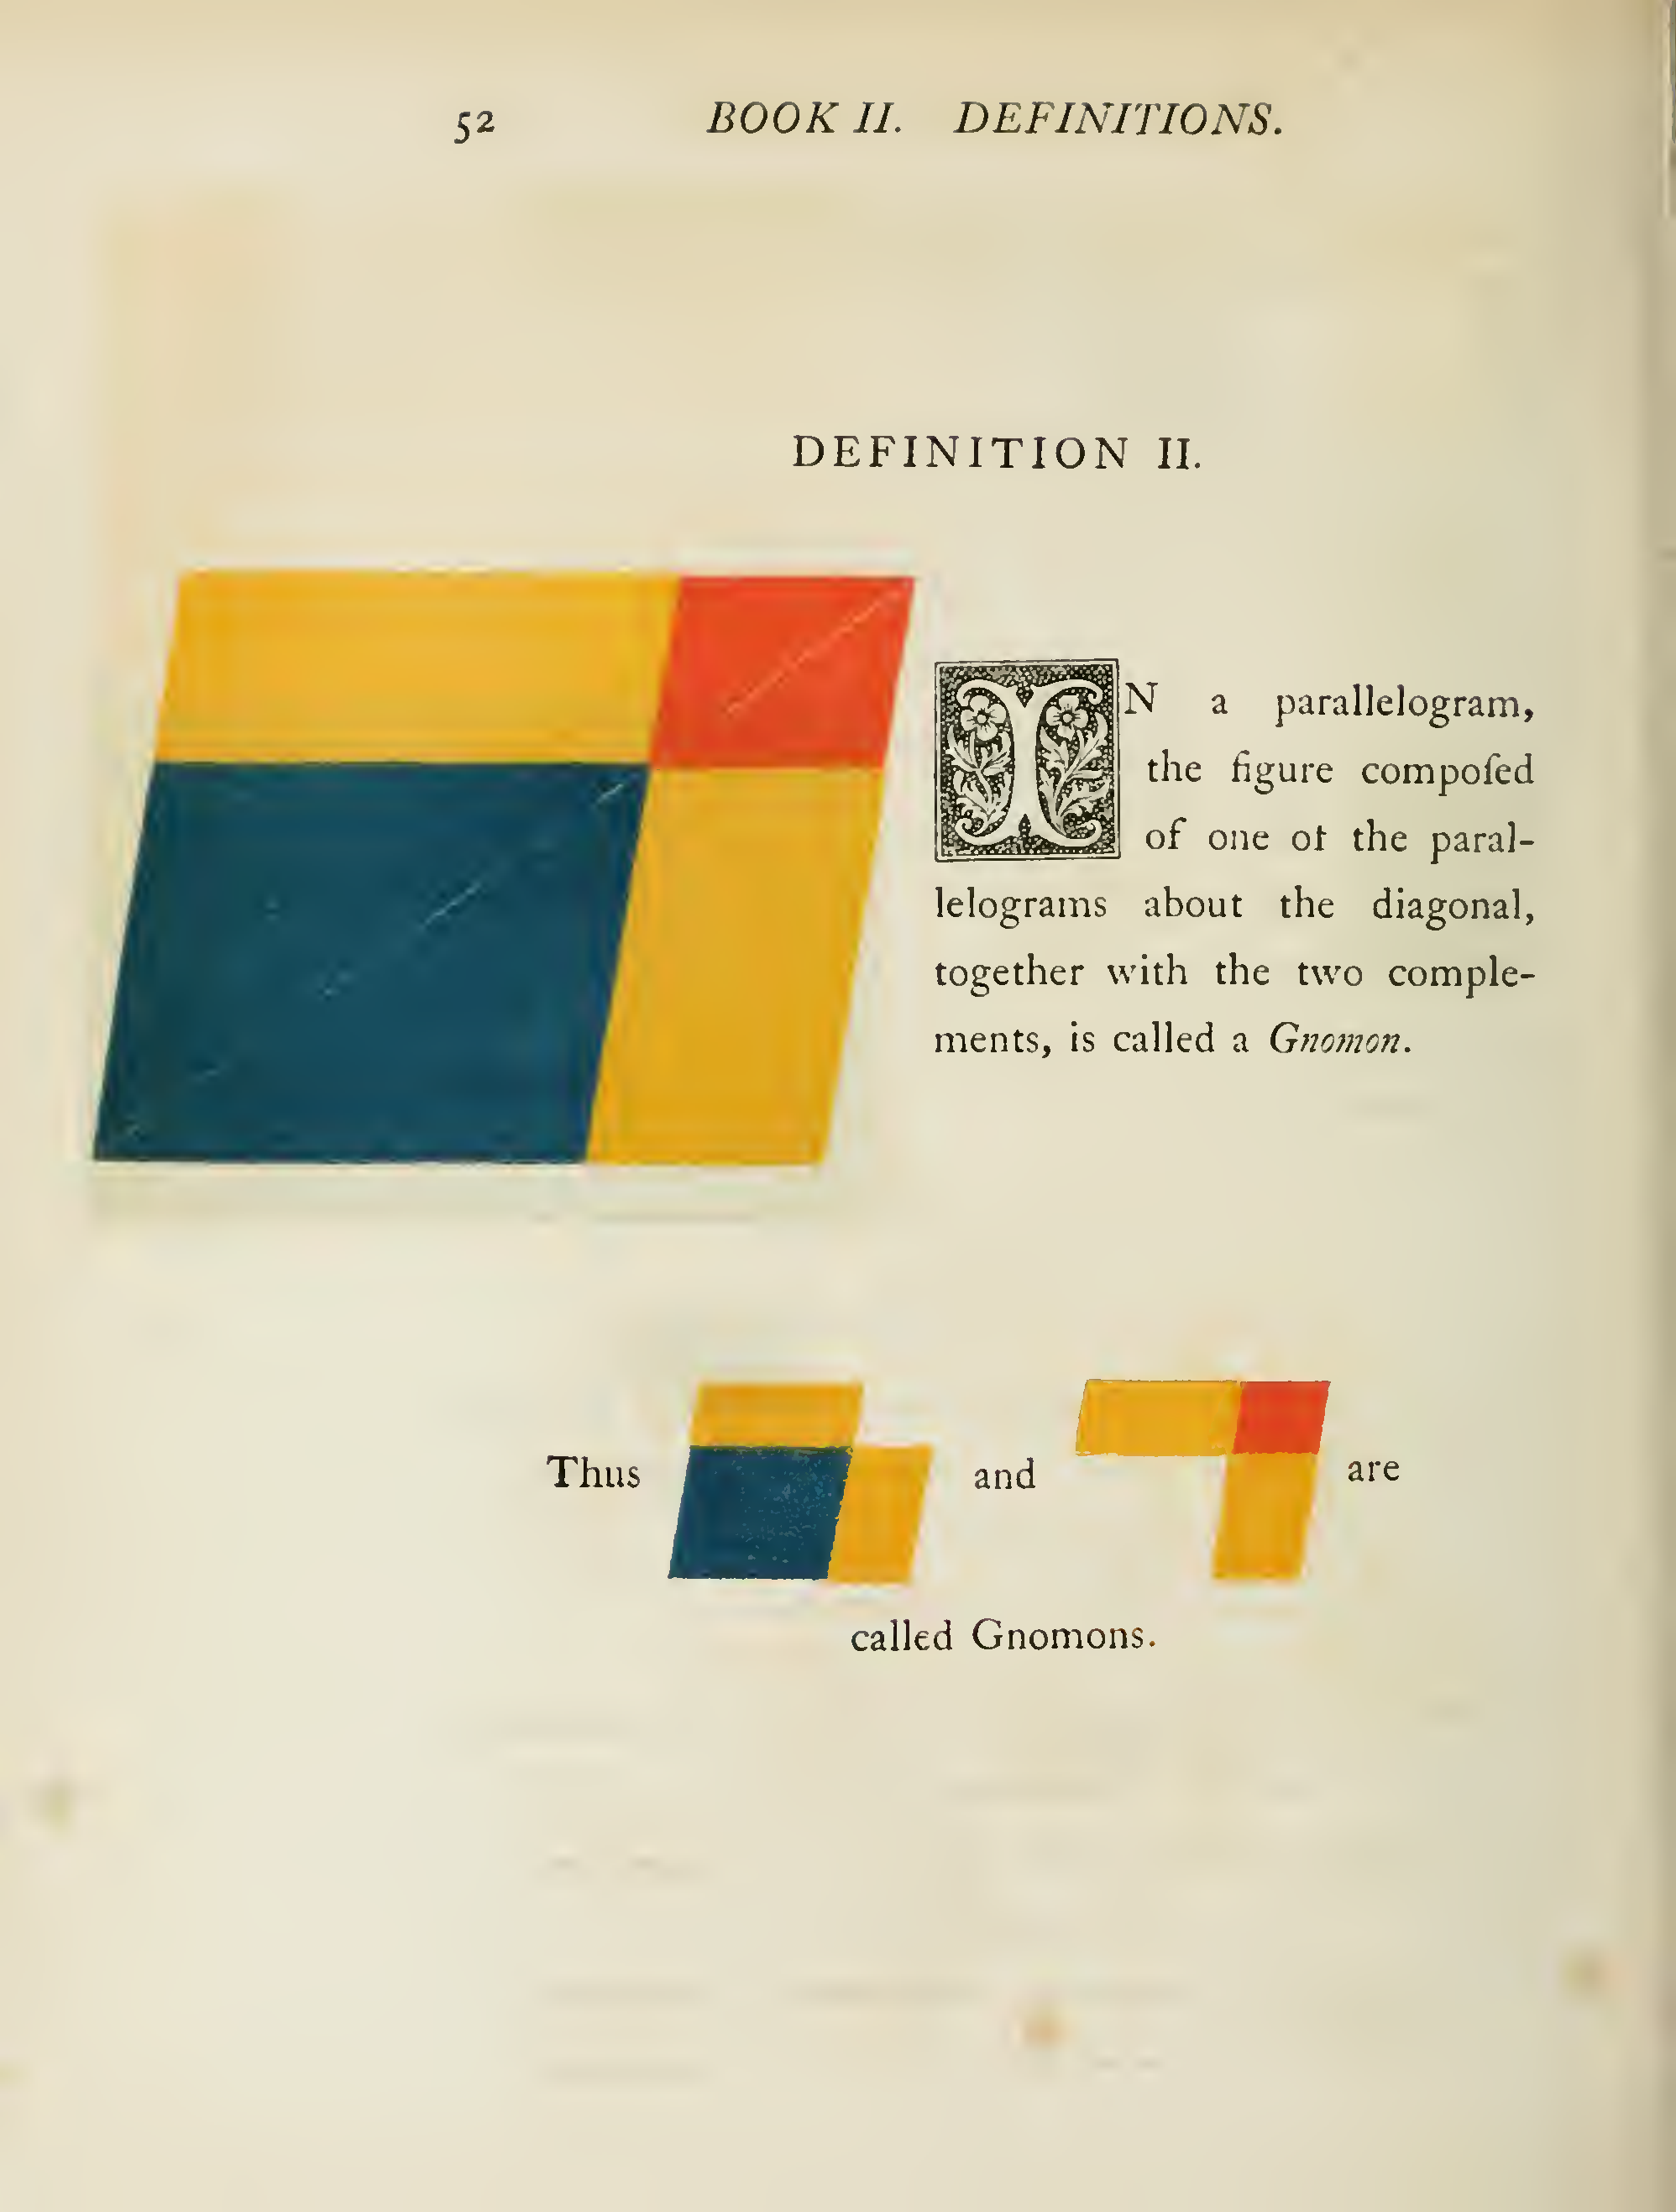 52 BOOK II. DEFINITIONS.
DEFINITION II.
IN a parallelogram,
the figure compoſed
of one of the paral-
lelograms about the diagonal,
together with the two comple-
ments, is called a Gnomon.
Thus and are
called Gnomons.